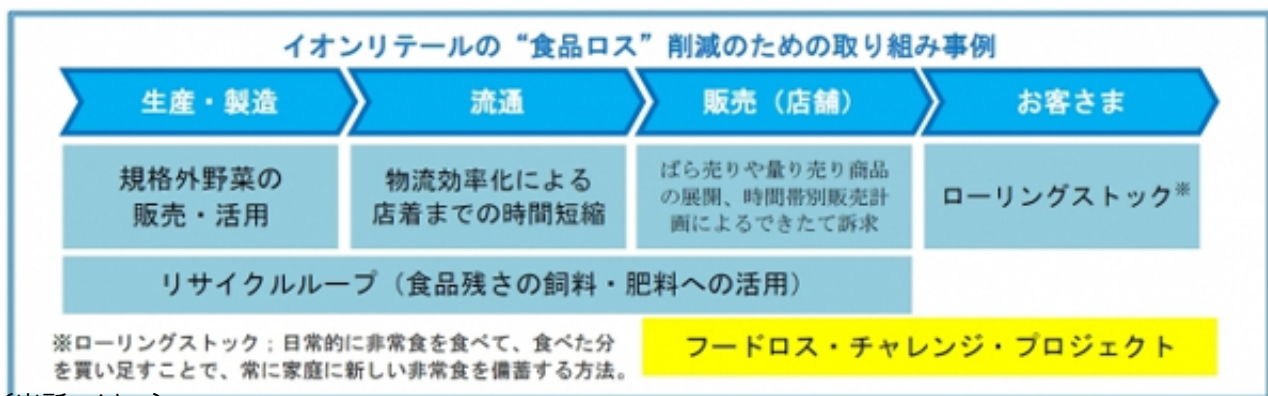 イオンリテールの“食品ロス”削減のための取り組み事例
生産・製造
流通
販売（店舗）
お客さま
規格外野菜の
販売・活用
物流効率化による
店着までの時間短縮
ばら売りや量り売り商品
の展開、時間帯別販売計
画によるできたて訴求
ローリングストック※
リサイクルループ（食品残さの飼料・肥料への活用）
※ローリングストック；日常的に非常食を食べて、食べた分
を買い足すことで、常に家庭に新しい非常食を備蓄する方法。
フードロス・チャレンジ・プロジェクト